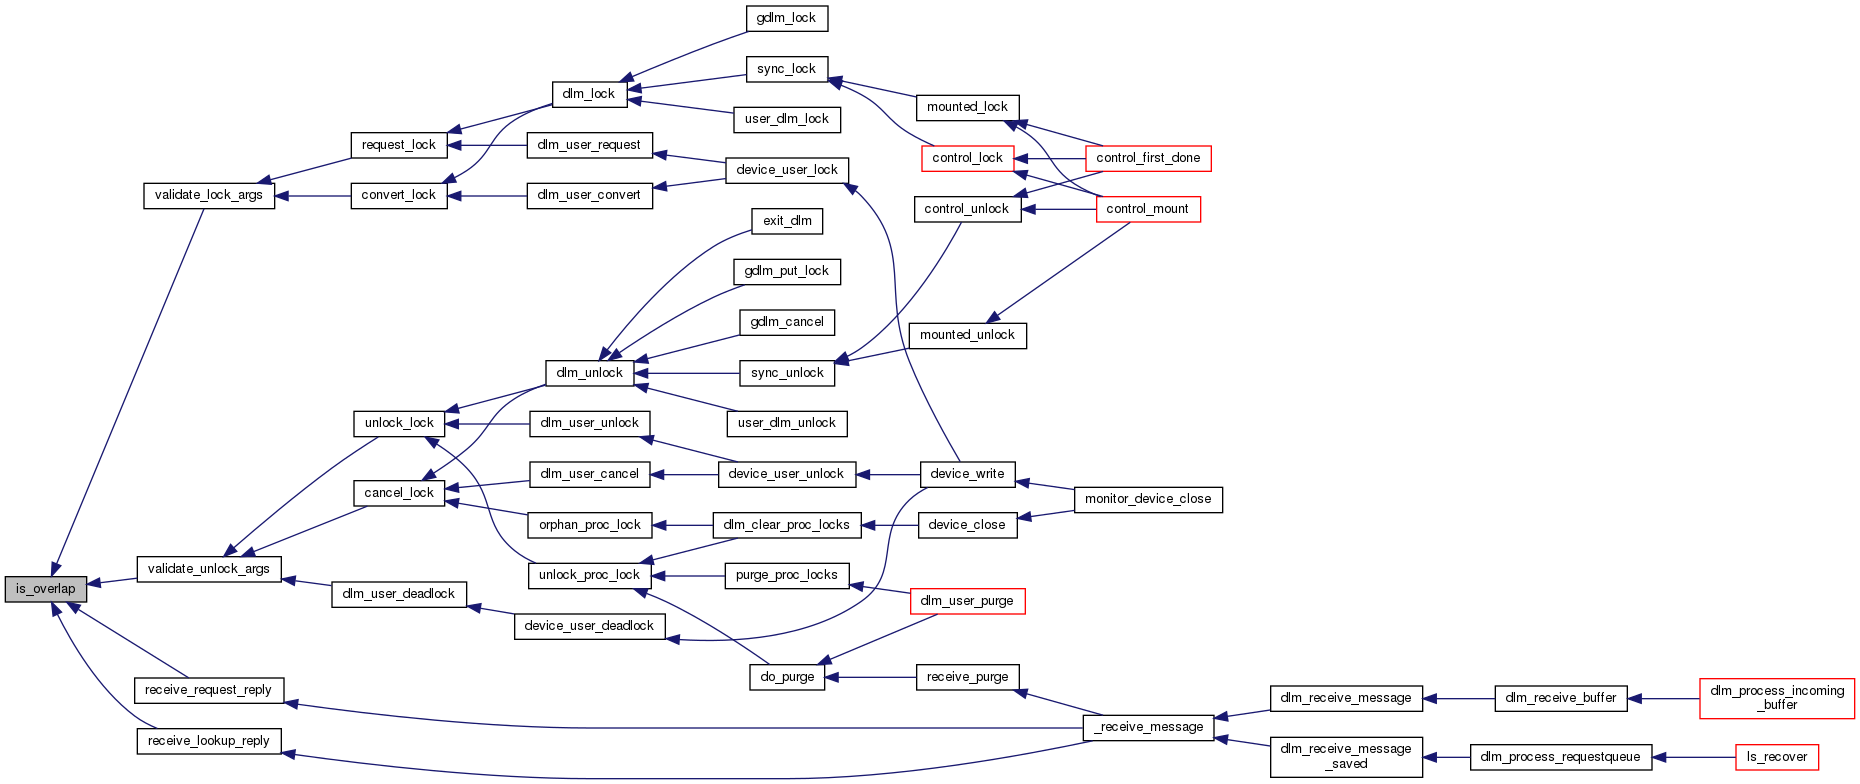 gdlm_lock
sync_lock
dlm_lock
mounted_lock
user_dlm_lock
request_lock
dlm_user_request
control_lock
control_first_done
device_user_lock
validate_lock_args
convert_lock
dlm_user_convert
control_unlock
control_mount
exit_dlm
gdlm_put_lock
gdlm_cancel
mounted_unlock
dlm_unlock
sync_unlock
unlock_lock
dlm_user_unlock
user_dlm_unlock
dlm_user_cancel
device_user_unlock
device_write
cancel_lock
monitor_device_close
orphan_proc_lock
dlm_clear_proc_locks
device_close
validate_unlock_args
unlock_proc_lock
purge_proc_locks
is_overlap
dlm_user_deadlock
dlm_user_purge
device_user_deadlock
do_purge
receive_purge
receive_request_reply
dlm_receive_message
dlm_receive_buffer
dlm_process_incoming
_buffer
_receive_message
receive_lookup_reply
dlm_receive_message
_saved
dlm_process_requestqueue
ls_recover